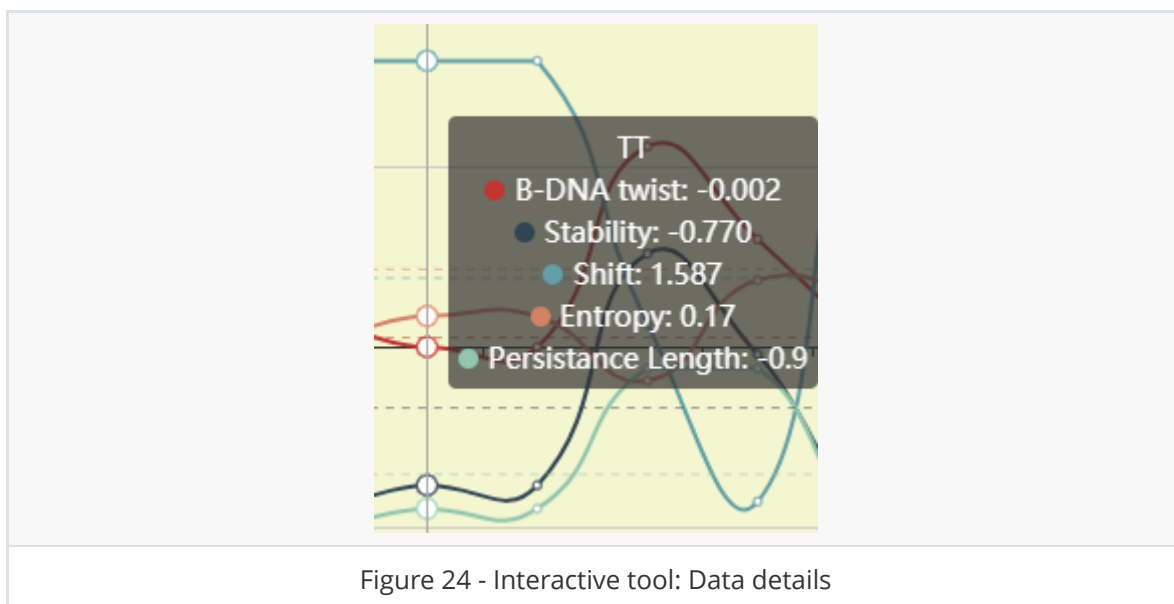 TT
B-DNA twist: -0.002
Stability: -0.770
Shift: 1.587
Entropy: 0.17
Persistance Length: -0.9
Figure 24 - Interactive tool: Data details